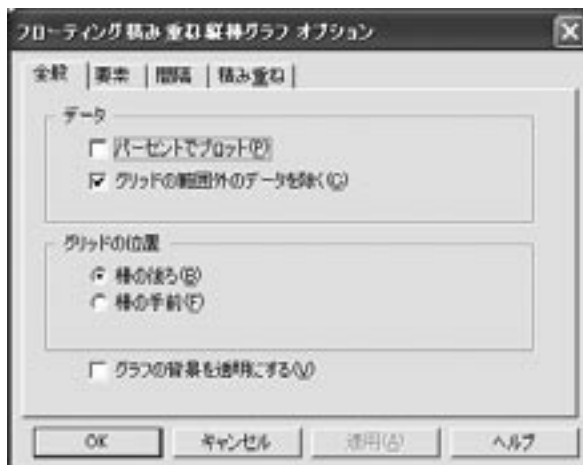 フローティング積み重ね縦棒グラフ オプション
全般 要素 間隔 積み重ね
データ
パーセントでプロット(P)
グリッドの範囲外のデータを除く(C)
グリッドの位置
棒の後ろ(B)
棒の手前(F)
グラフの背景を透明にする(V)
OK キャンセル 適用(A) ヘルプ